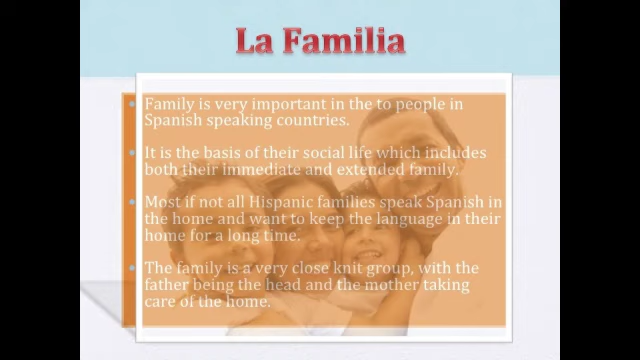 La Familia
Family is very important in the to people in
Spanish speaking countries.
It is the basis of their social life which includes
both their immediate and extended family.
Most if not all Hispanic families speak Spanish in
the home and want to keep the language in their
home for a long time.
The family is a very close knit group, with the
father being the head and the mother taking
care of the home.